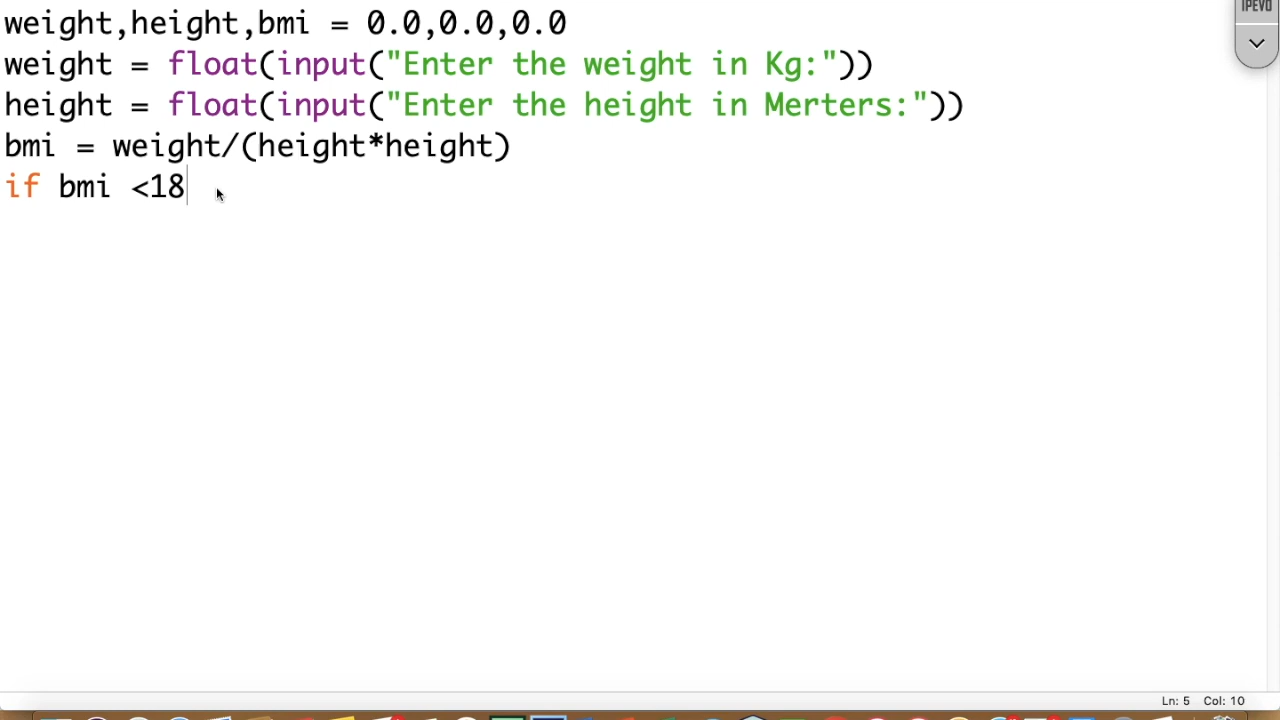 weight,height,bmi = 0.0,0.0,0.0
weight = float(input("Enter the weight in Kg:"))
height = float(input("Enter the height in Merters:"))
bmi = weight/(height*height)
if bmi <18
IPEVO
Ln: 5 Col: 10